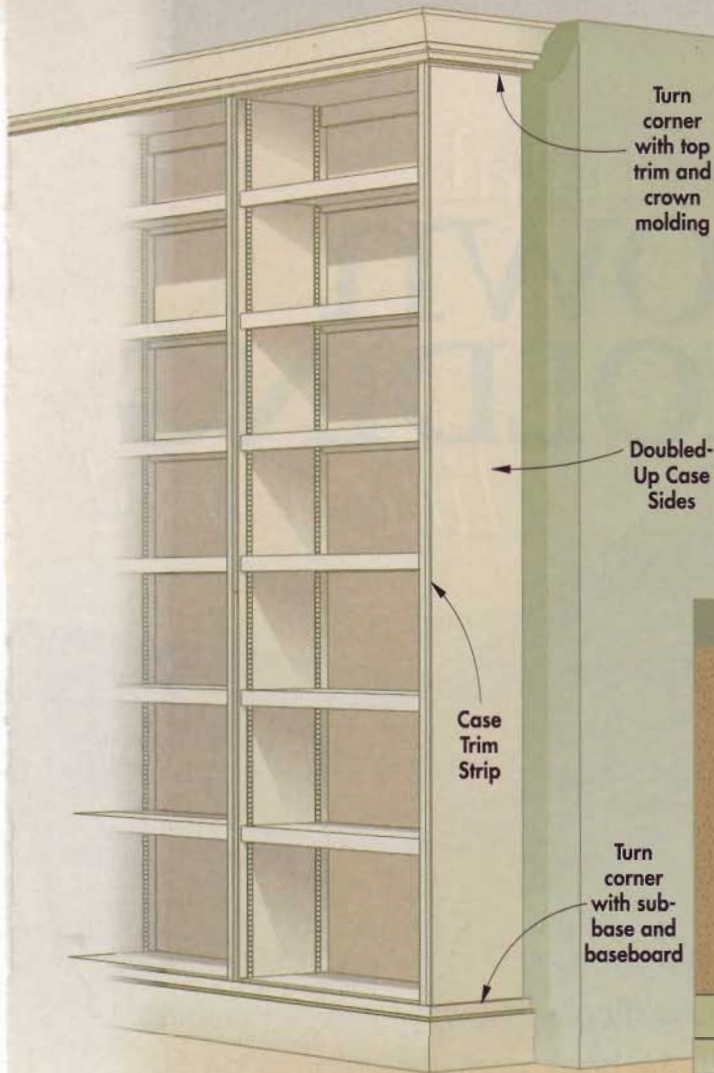 Turn
corner
with top
trim and
crown
molding
Doubled-
Up Case
Sides
Case
Trim
Strip
Turn
corner
with sub-
base and
baseboard